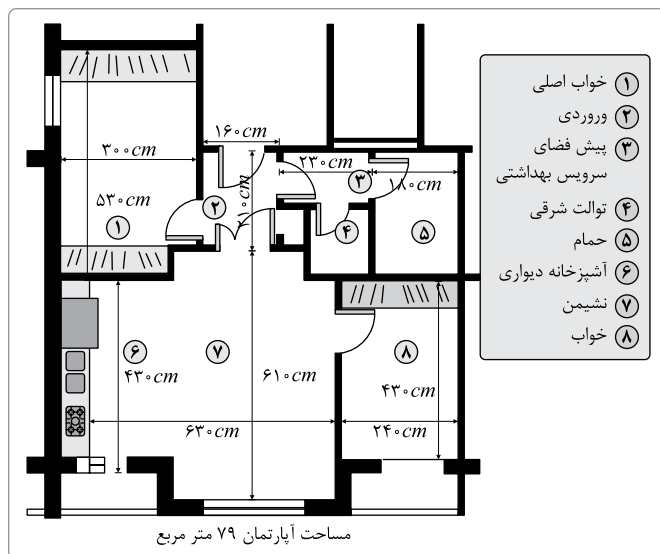 ۱ خواب اصلی
۲ وروردی
۳ پیش فضای
سرویس بهداشتی
۴ توالت شرقی
۵ حمام
۶ آشپزخانه دیواری
۷ نشیمن
۸ خواب
۱۶۰cm
۳۰۰cm
۲۳۰cm
۳
۱۸۰cm
۵۳۰cm
۲
۲۱۰cm
۱
۴
۵
۶
۷
۸
۴۳۰cm
۶۱۰cm
۴۳۰cm
۶۳۰cm
۲۴۰cm
مساحت آپارتمان ۷۹ متر مربع